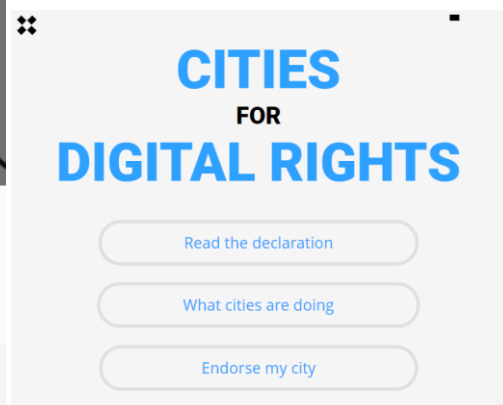 CITIES
FOR
DIGITAL RIGHTS
Read the declaration
What cities are doing
Endorse my city